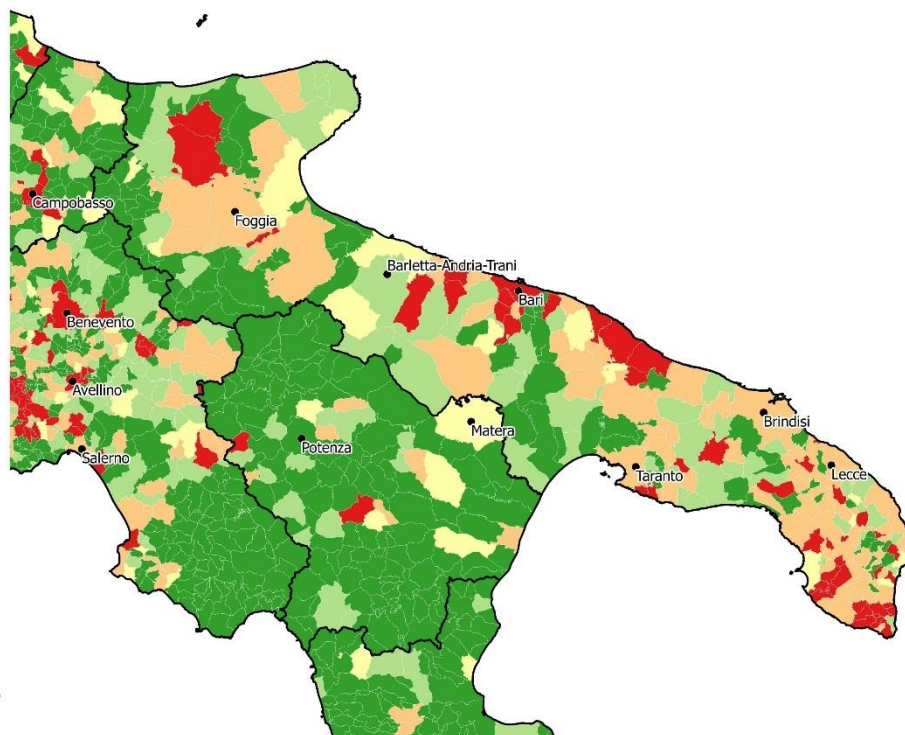 Campobasso
Foggia
Barletta-Andria-Trani
Bari
Benevento
Avellino
Brindisi
Matera
Potenza
Salerno
Taranto
Lecce